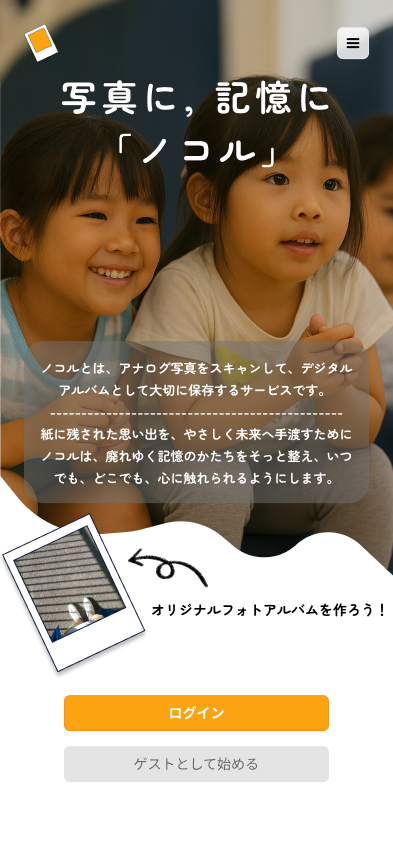 写真に, 記憶に
「ノコル」
ノコルとは、アナログ写真をスキャンして、デジタル
アルバムとして大切に保存するサービスです。
------------------------------------------------
紙に残された思い出を、やさしく未来へ手渡すために
ノコルは、廃れゆく記憶のかたちをそっと整え、いつ
でも、どこでも、心に触れられるようにします。
オリジナルフォトアルバムを作ろう！
ログイン
ゲストとして始める